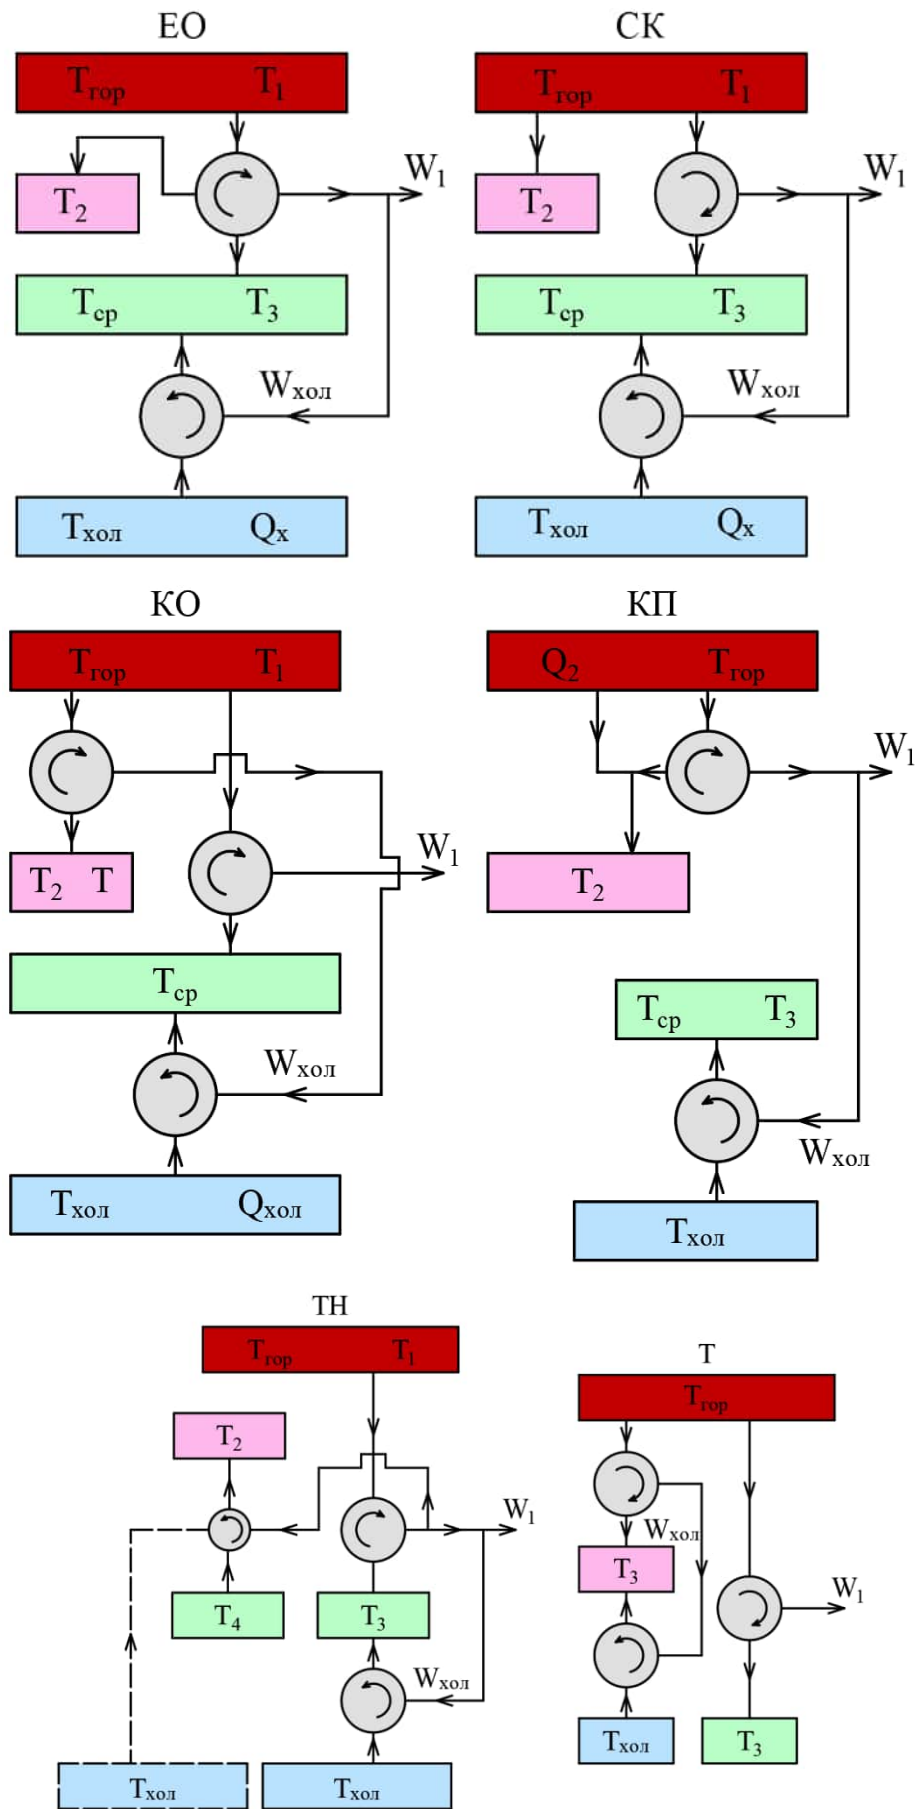 ЕО СК
Tгор T1 Tгор T1
T2 W1 T2 W1
Tср T3 Tср T3
Wхол Wхол
Tхол Qх Tхол Qх
КО КП
Tгор T1 Q2 Tгор
W1
T2 T W1 T2
Tср Tср T3
Wхол Wхол
Tхол Qхол Tхол
ТН
Tгор T1 Т
Tгор
T2
W1 Wхол
T4 T3 T3 W1
Wхол
Tхол T3
Tхол Tхол